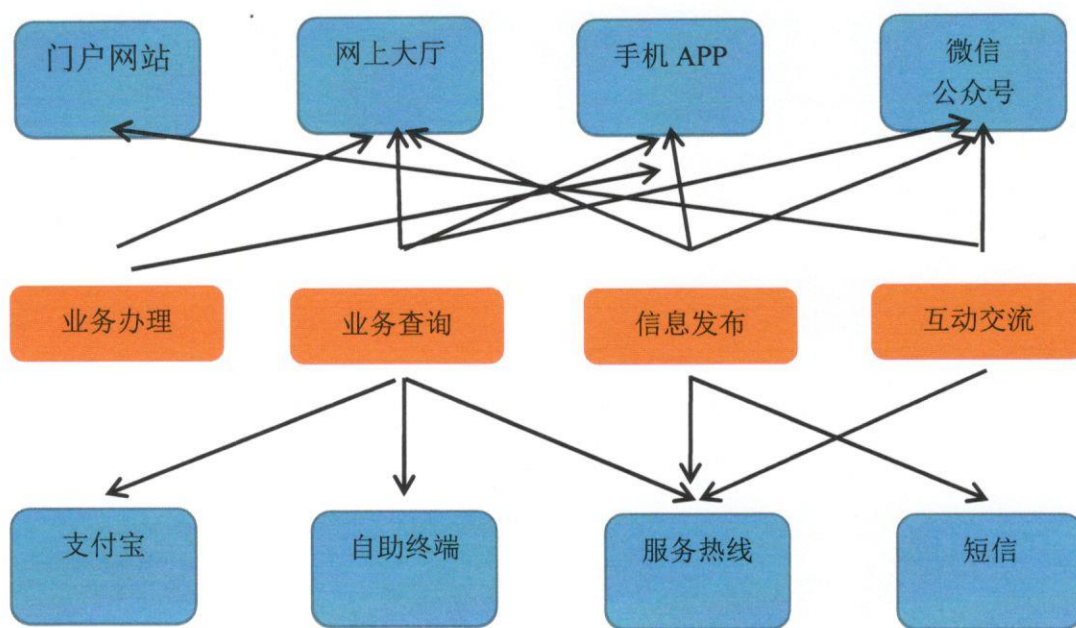 门户网站
网上大厅
手机 APP
微信
公众号
业务办理
业务查询
信息发布
互动交流
支付宝
自助终端
服务热线
短信